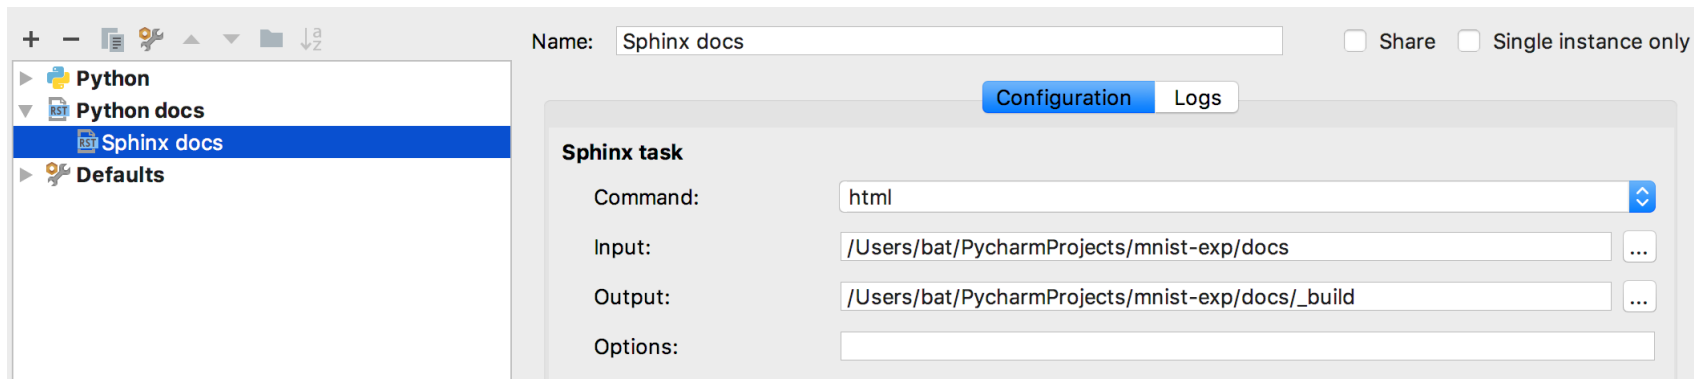 Name: Sphinx docs Share Single instance only
Python
Python docs
Sphinx docs
Defaults
Configuration Logs
Sphinx task
Command: html
Input: /Users/bat/PycharmProjects/mnist-exp/docs ...
Output: /Users/bat/PycharmProjects/mnist-exp/docs/_build ...
Options: